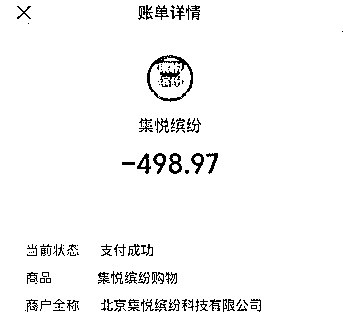 账单详情
集悦缤纷
-498.97
当前状态 支付成功
商品 集悦缤纷购物
商户全称 北京集悦缤纷科技有限公司